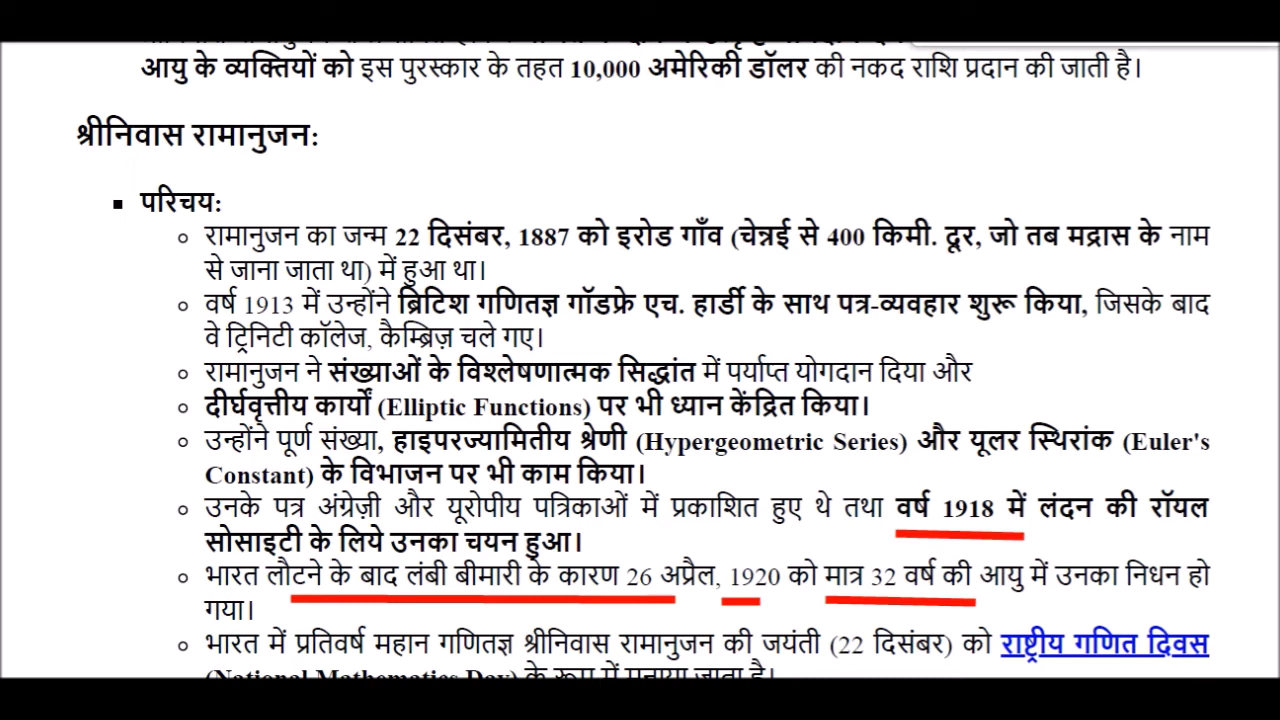 आयु के व्यक्तियों को इस पुरस्कार के तहत 10,000 अमेरिकी डॉलर की नकद राशि प्रदान की जाती है।
श्रीनिवास रामानुजन:
▪ परिचय:
○ रामानुजन का जन्म 22 दिसंबर, 1887 को इरोड गाँव (चेन्नई से 400 किमी. दूर, जो तब मद्रास के नाम
से जाना जाता था) में हुआ था।
○ वर्ष 1913 में उन्होंने ब्रिटिश गणितज्ञ गॉडफ्रे एच. हार्डी के साथ पत्र-व्यवहार शुरू किया, जिसके बाद
वे ट्रिनिटी कॉलेज, कैम्ब्रिज़ चले गए।
○ रामानुजन ने संख्याओं के विश्लेषणात्मक सिद्धांत में पर्याप्त योगदान दिया और
○ दीर्घवृत्तीय कार्यों (Elliptic Functions) पर भी ध्यान केंद्रित किया।
○ उन्होंने पूर्ण संख्या, हाइपरज्यामितीय श्रेणी (Hypergeometric Series) और यूलर स्थिरांक (Euler's
Constant) के विभाजन पर भी काम किया।
○ उनके पत्र अंग्रेज़ी और यूरोपीय पत्रिकाओं में प्रकाशित हुए थे तथा वर्ष 1918 में लंदन की रॉयल
सोसाइटी के लिये उनका चयन हुआ।
○ भारत लौटने के बाद लंबी बीमारी के कारण 26 अप्रैल, 1920 को मात्र 32 वर्ष की आयु में उनका निधन हो
गया।
○ भारत में प्रतिवर्ष महान गणितज्ञ श्रीनिवास रामानुजन की जयंती (22 दिसंबर) को राष्ट्रीय गणित दिवस
(National Mathematics Day) के रूप में मनाया जाता है।